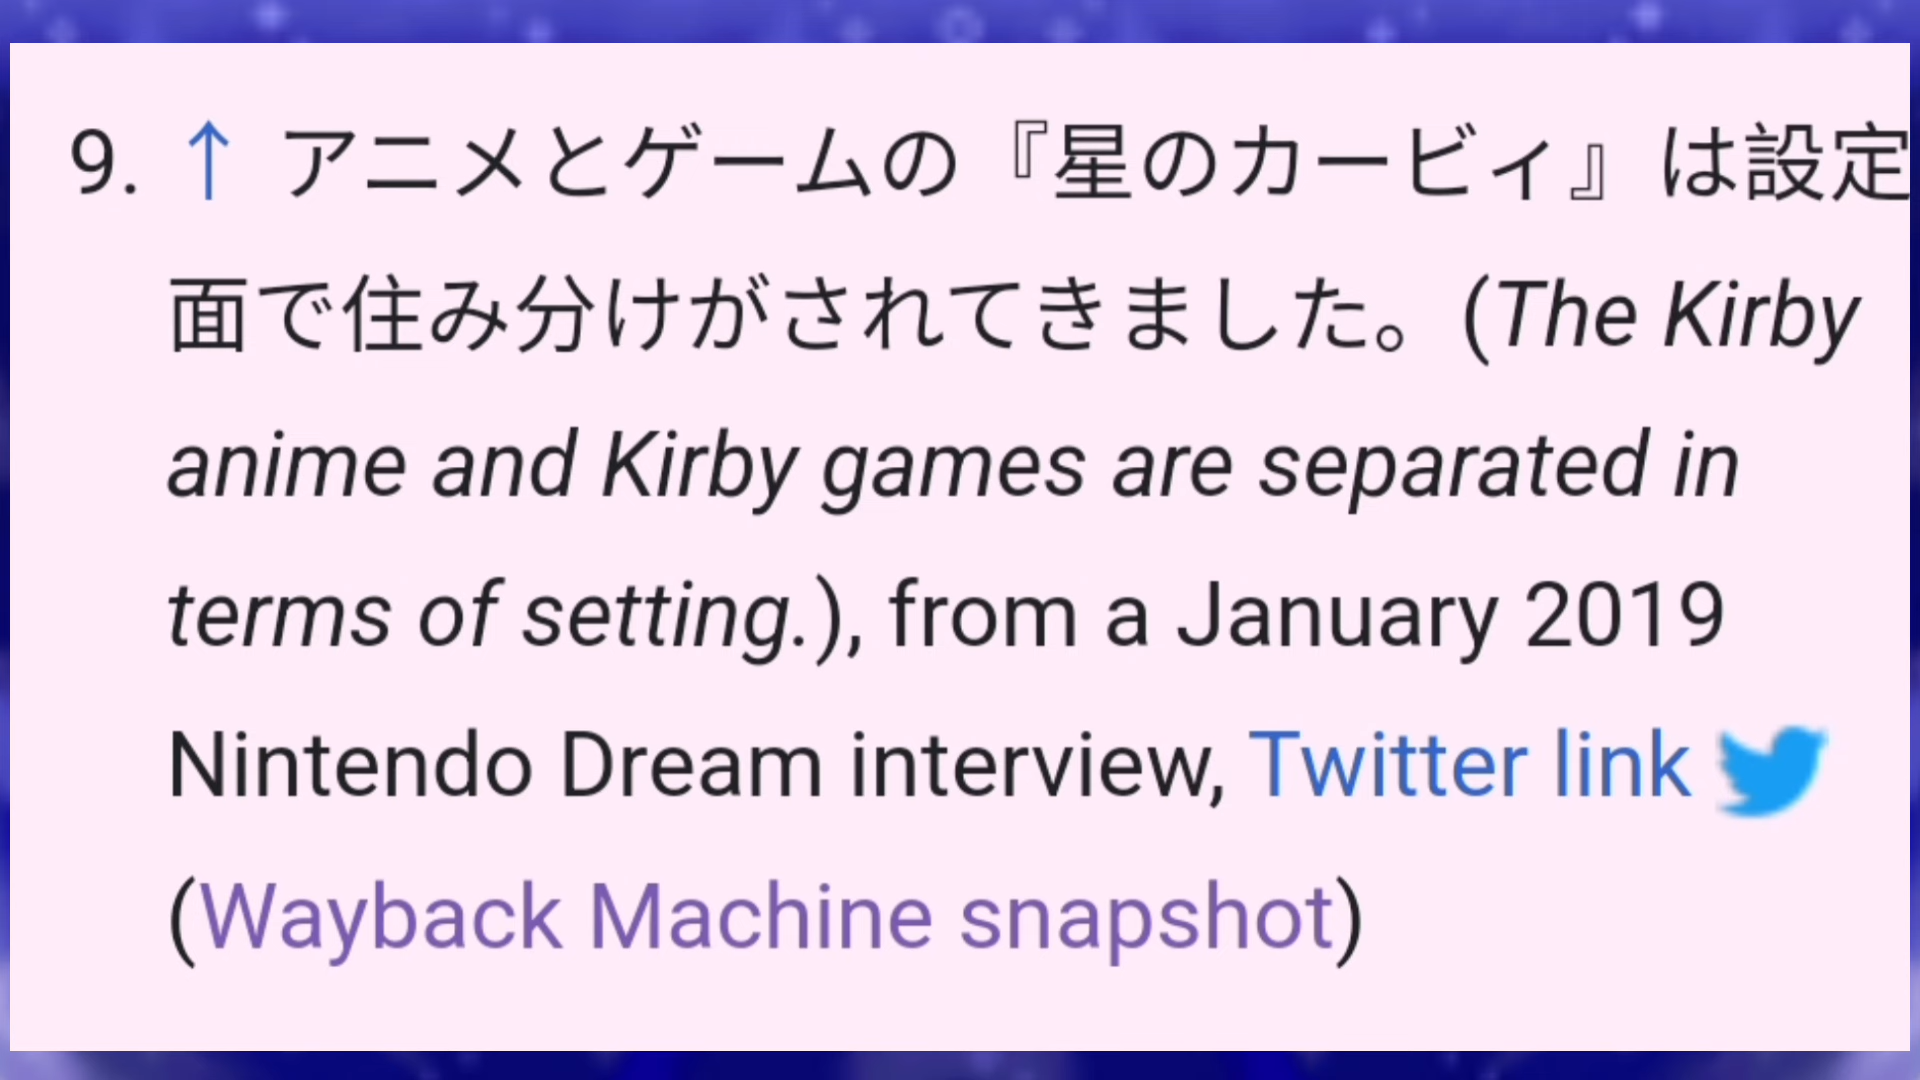 9. ↑ アニメとゲームの『星のカービィ』は設定
面で住み分けがされてきました。(The Kirby
anime and Kirby games are separated in
terms of setting.), from a January 2019
Nintendo Dream interview, Twitter link
(Wayback Machine snapshot)